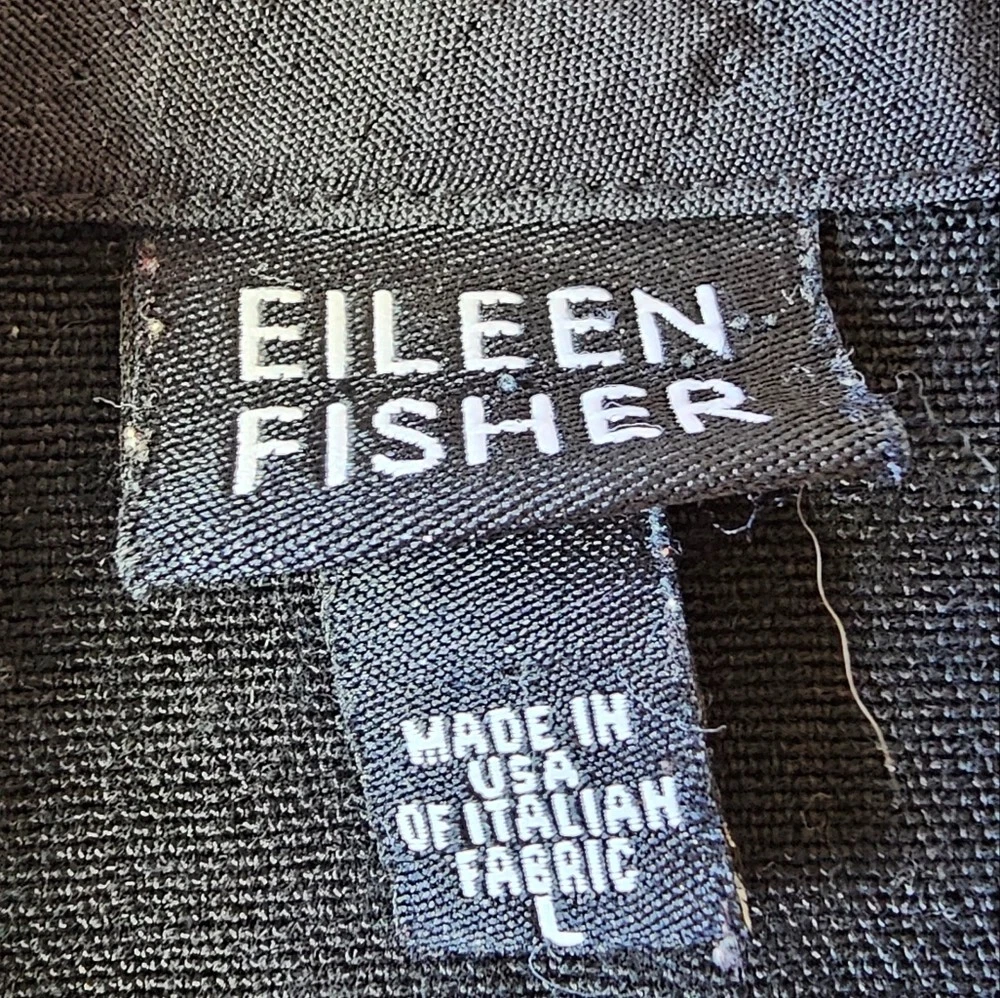 EILEEN
FISHER
MADE IN
USA
OF ITALIAN
FABRIC
L